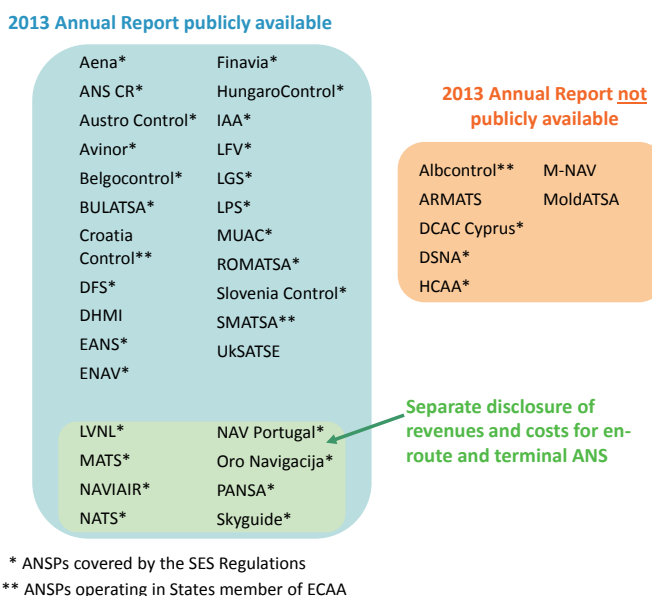 2013 Annual Report publicly available
Aena*
ANS CR*
Austro Control*
Avinor*
Belgocontrol*
BULATSA*
Croatia
Control**
DFS*
DHMI
EANS*
ENAV*
Finavia*
HungaroControl*
IAA*
LFV*
LGS*
LPS*
MUAC*
ROMATSA*
Slovenia Control*
SMATSA**
UkSATSE
LVNL*
MATS*
NAVIAIR*
NATS*
NAV Portugal*
Oro Navigacija*
PANSA*
Skyguide*
2013 Annual Report not
publicly available
Albcontrol**
ARMATS
DCAC Cyprus*
DSNA*
HCAA*
M-NAV
MoldATSA
Separate disclosure of
revenues and costs for en-
route and terminal ANS
* ANSPs covered by the SES Regulations
** ANSPs operating in States member of ECAA